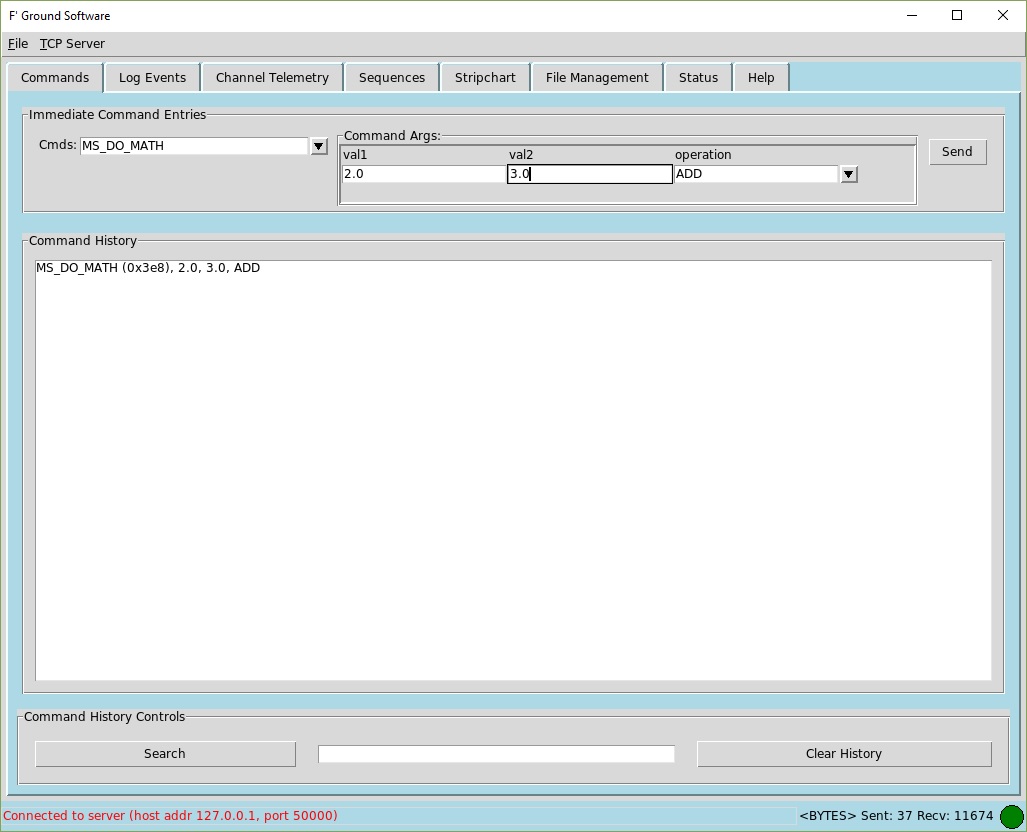 F' Ground Software
File TCP Server
Commands Log Events Channel Telemetry Sequences Stripchart File Management Status Help
Immediate Command Entries
Cmds: MS_DO_MATH
Command Args:
val1 val2 operation
2.0 3.0 ADD
Send
Command History
MS_DO_MATH (0x3e8), 2.0, 3.0, ADD
Command History Controls
Search Clear History
Connected to server (host addr 127.0.0.1, port 50000) <BYTES> Sent: 37 Recv: 11674